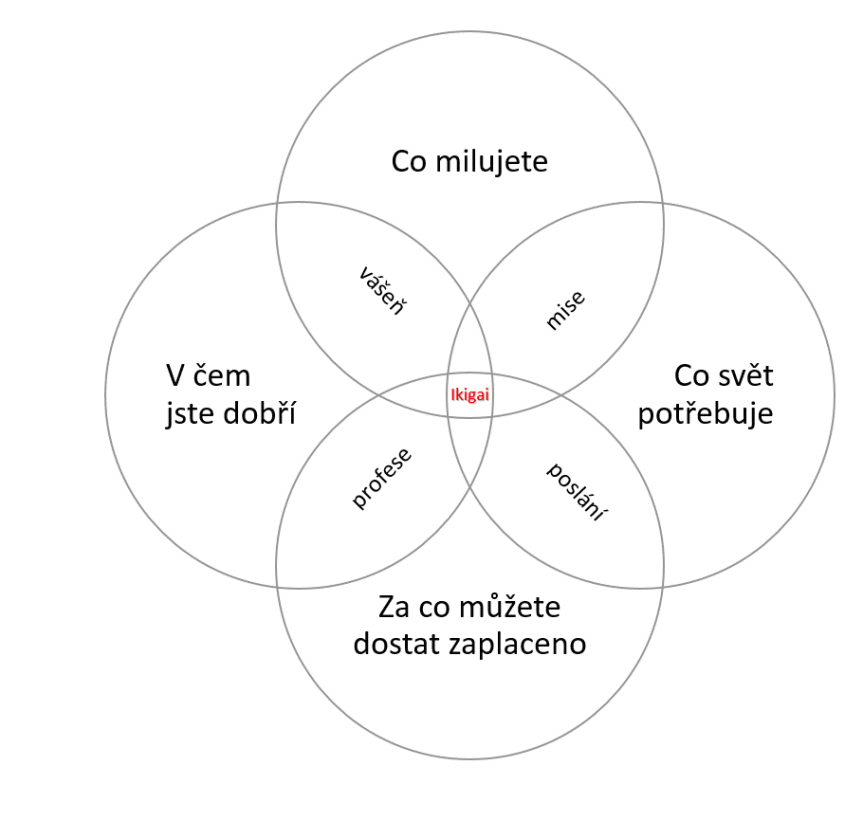 Co milujete
vášeň
mise
V čem
jste dobří
Ikigai
Co svět
potřebuje
profese
poslání
Za co můžete
dostat zaplaceno